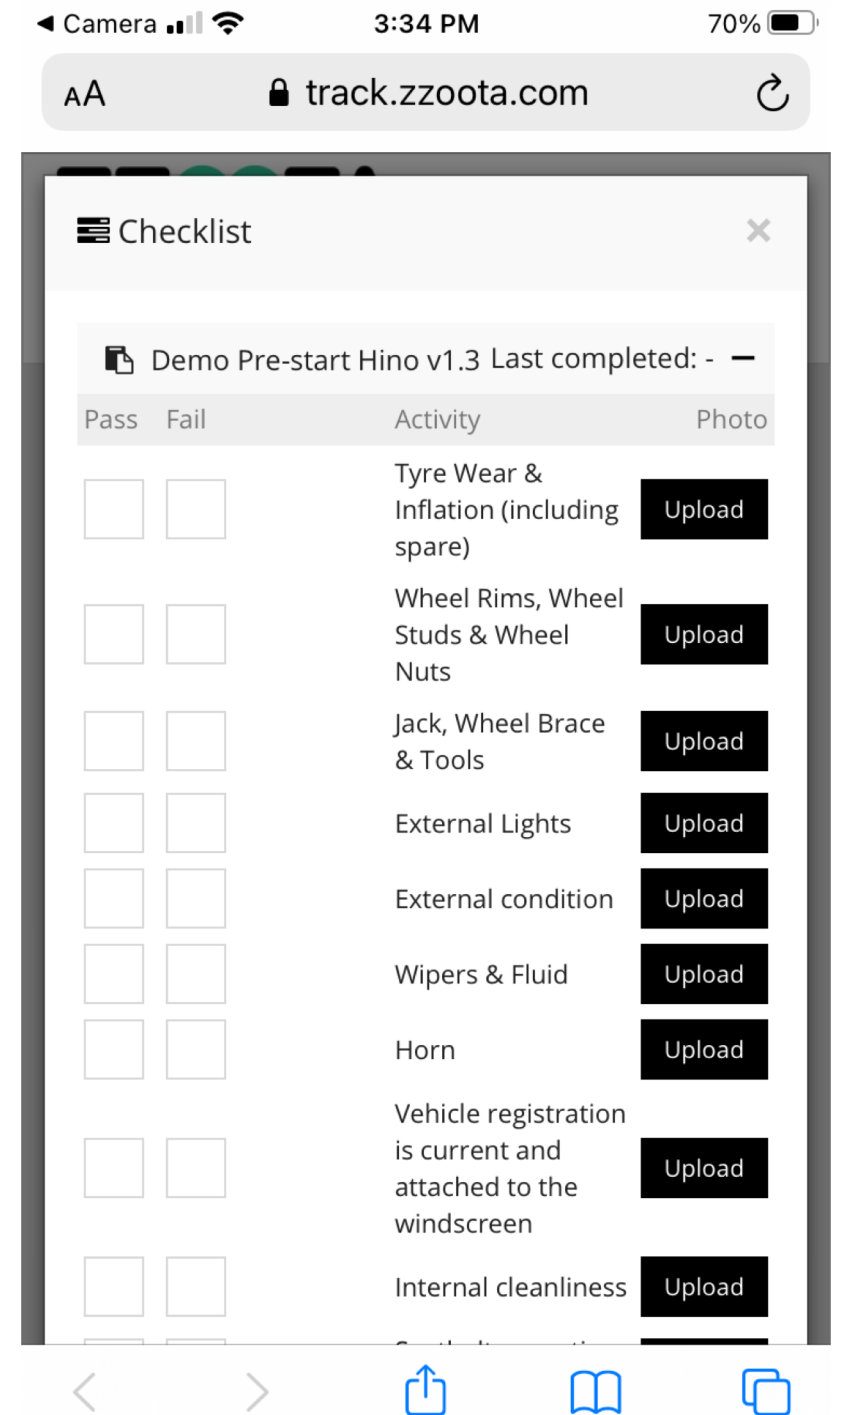 Camera
3:34 PM
70%
AA
track.zzoota.com
Checklist
Demo Pre-start Hino v1.3 Last completed: -
Pass Fail Activity Photo
Tyre Wear &
Inflation (including
spare)
Upload
Wheel Rims, Wheel
Studs & Wheel
Nuts
Upload
Jack, Wheel Brace
& Tools
Upload
External Lights Upload
External condition Upload
Wipers & Fluid Upload
Horn Upload
Vehicle registration
is current and
attached to the
windscreen
Upload
Internal cleanliness Upload